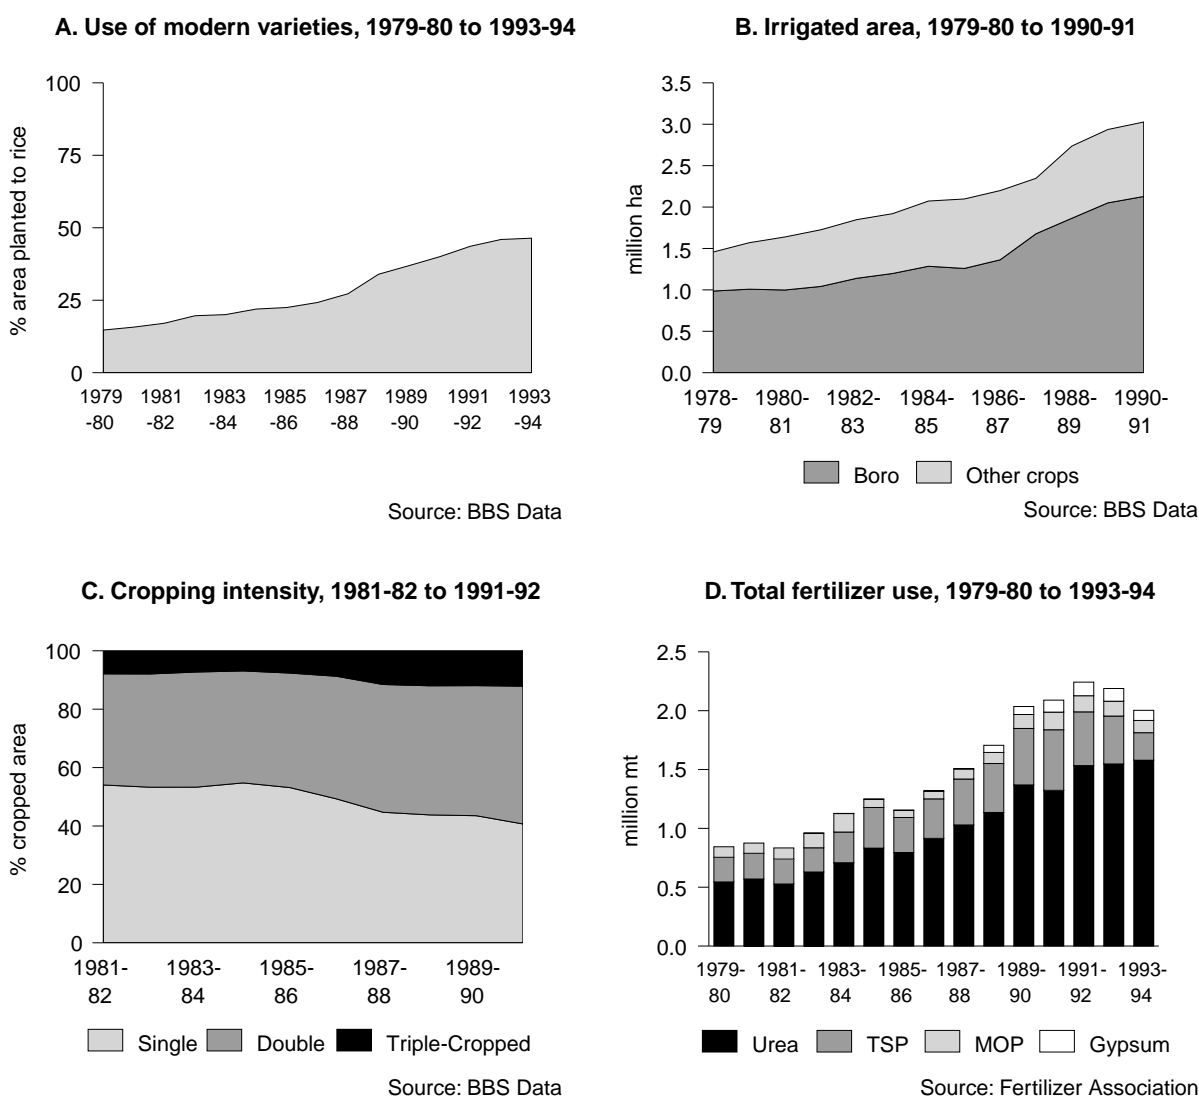 A. Use of modern varieties, 1979-80 to 1993-94
% area planted to rice
100
75
50
25
0
1979 1981 1983 1985 1987 1989 1991 1993
-80 -82 -84 -86 -88 -90 -92 -94
Source: BBS Data
B. Irrigated area, 1979-80 to 1990-91
million ha
3.5
3.0
2.5
2.0
1.5
1.0
0.5
0.0
1978- 1980- 1982- 1984- 1986- 1988- 1990-
79 81 83 85 87 89 91
Boro Other crops
Source: BBS Data
C. Cropping intensity, 1981-82 to 1991-92
% cropped area
100
80
60
40
20
0
1981- 1983- 1985- 1987- 1989-
82 84 86 88 90
Single Double Triple-Cropped
Source: BBS Data
D. Total fertilizer use, 1979-80 to 1993-94
million mt
2.5
2.0
1.5
1.0
0.5
0.0
1979- 1981- 1983- 1985- 1987- 1989- 1991- 1993-
80 82 84 86 88 90 92 94
Urea TSP MOP Gypsum
Source: Fertilizer Association